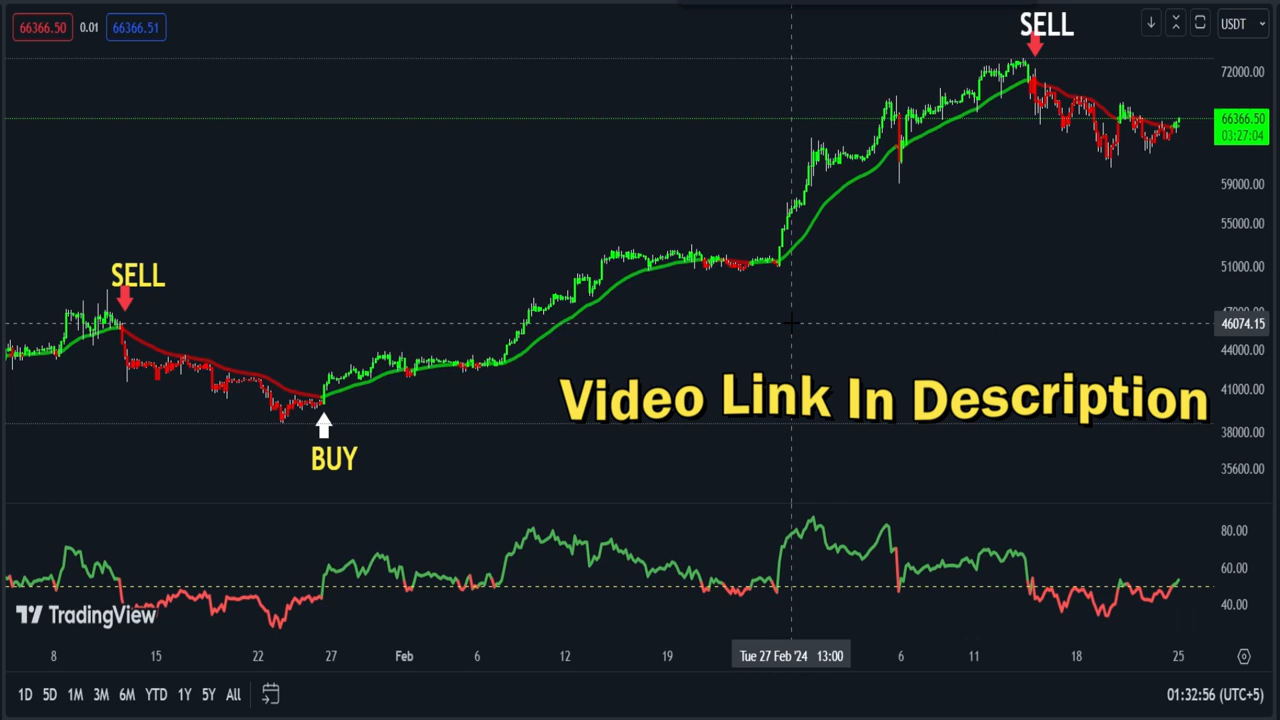 66366.50 0.01 66366.51
SELL
USDT
72000.00
66366.50
03:27:04
59000.00
55000.00
51000.00
SELL
46074.15
44000.00
41000.00
Video Link In Description
38000.00
BUY
35600.00
80.00
60.00
40.00
TradingView
8 15 22 27 Feb 6 12 19 Tue 27 Feb '24 13:00 6 11 18 25
1D 5D 1M 3M 6M YTD 1Y 5Y All
01:32:56 (UTC+5)